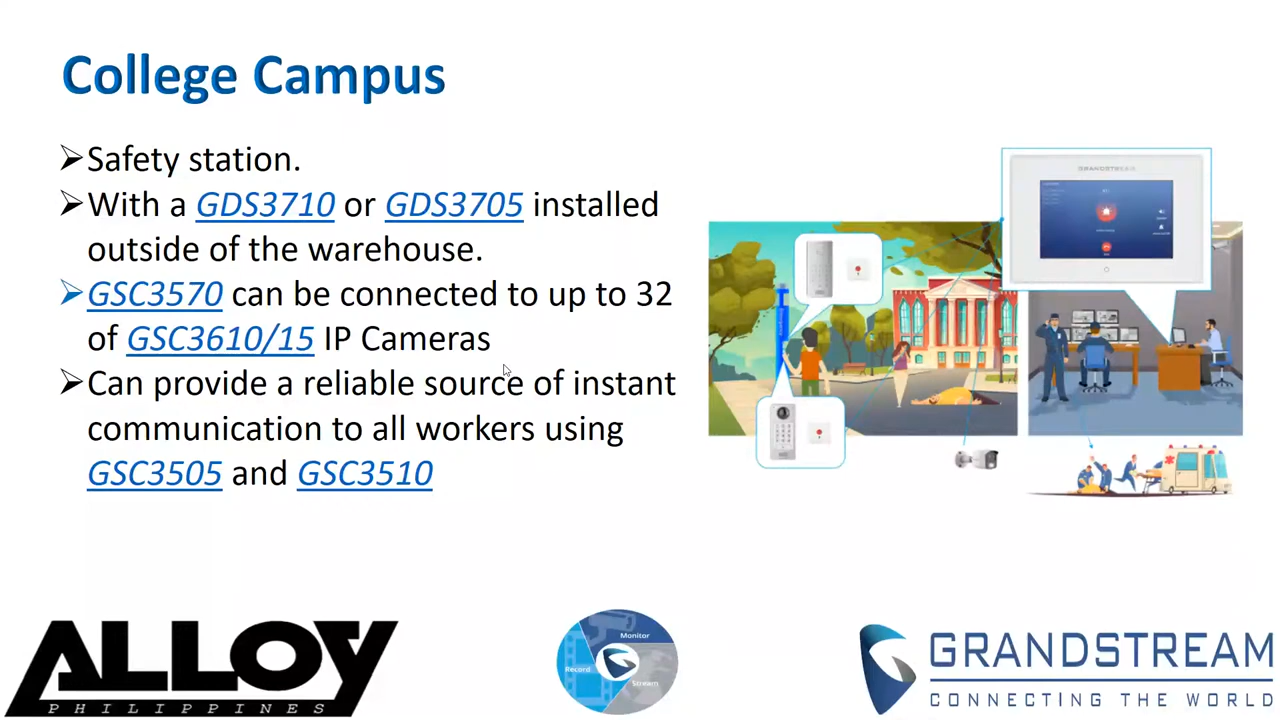 College Campus
Safety station.
With a GDS3710 or GDS3705 installed
outside of the warehouse.
GSC3570 can be connected to up to 32
of GSC3610/15 IP Cameras
Can provide a reliable source of instant
communication to all workers using
GSC3505 and GSC3510
GRANDSTREAM
ALLOY
PHILIPPINES
Monitor
Record
Stream
GRANDSTREAM
CONNECTING THE WORLD